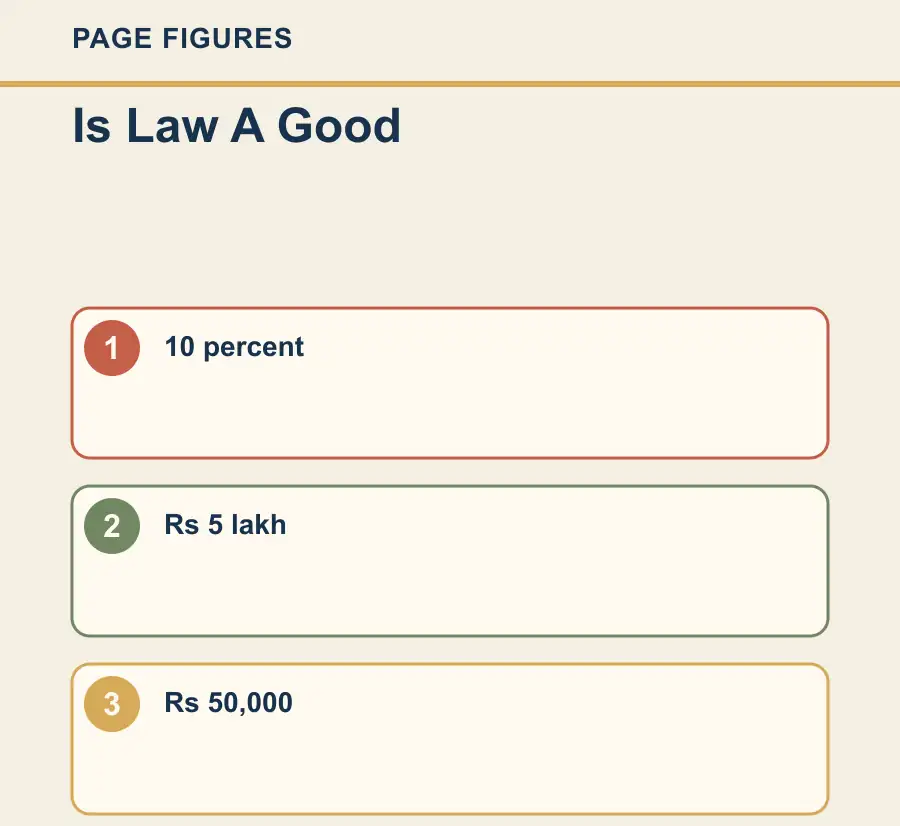 PAGE FIGURES
Is Law A Good
1
10 percent
2
Rs 5 lakh
3
Rs 50,000